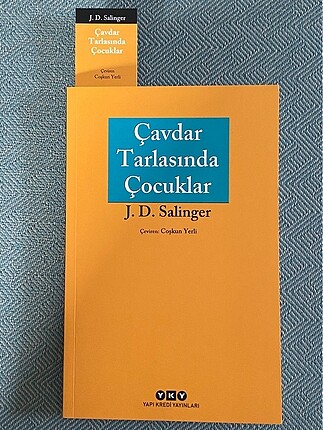 J. D. Salinger
Çavdar
Tarlasında
Çocuklar
Çeviren:
Coşkun Yerli
Çavdar
Tarlasında
Çocuklar
J. D. Salinger
Çeviren: Coşkun Yerli
YKY
YAPI KREDİ YAYINLARI